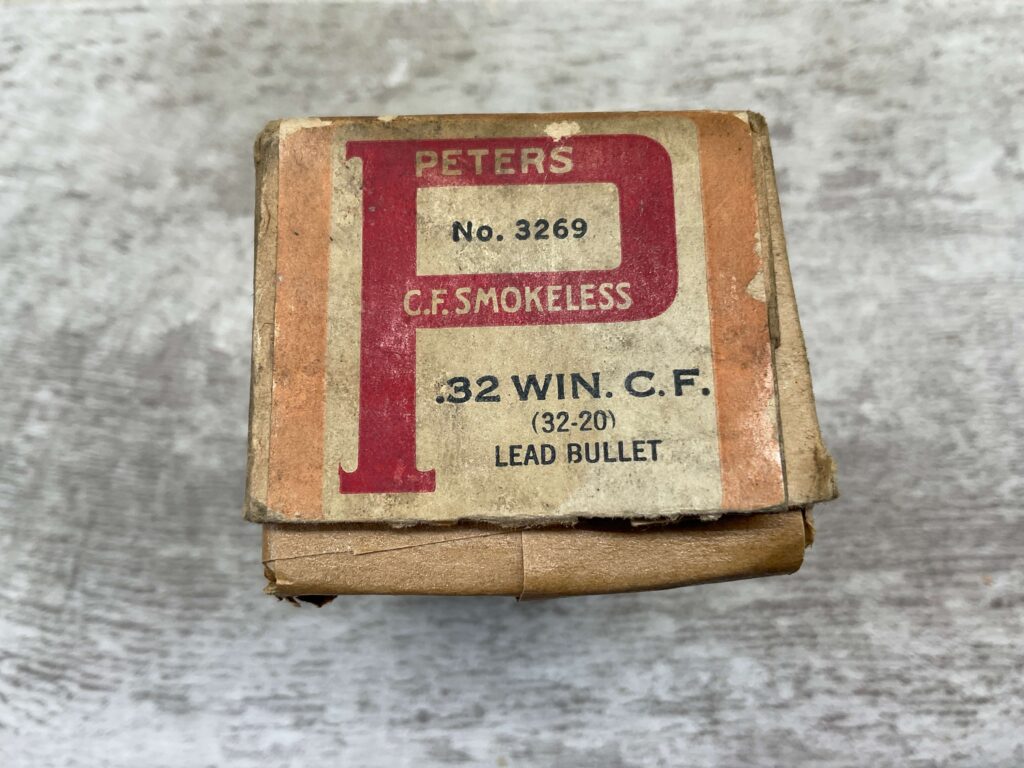 PETERS
No. 3269
C.F. SMOKELESS
.32 WIN. C.F.
(32-20)
LEAD BULLET